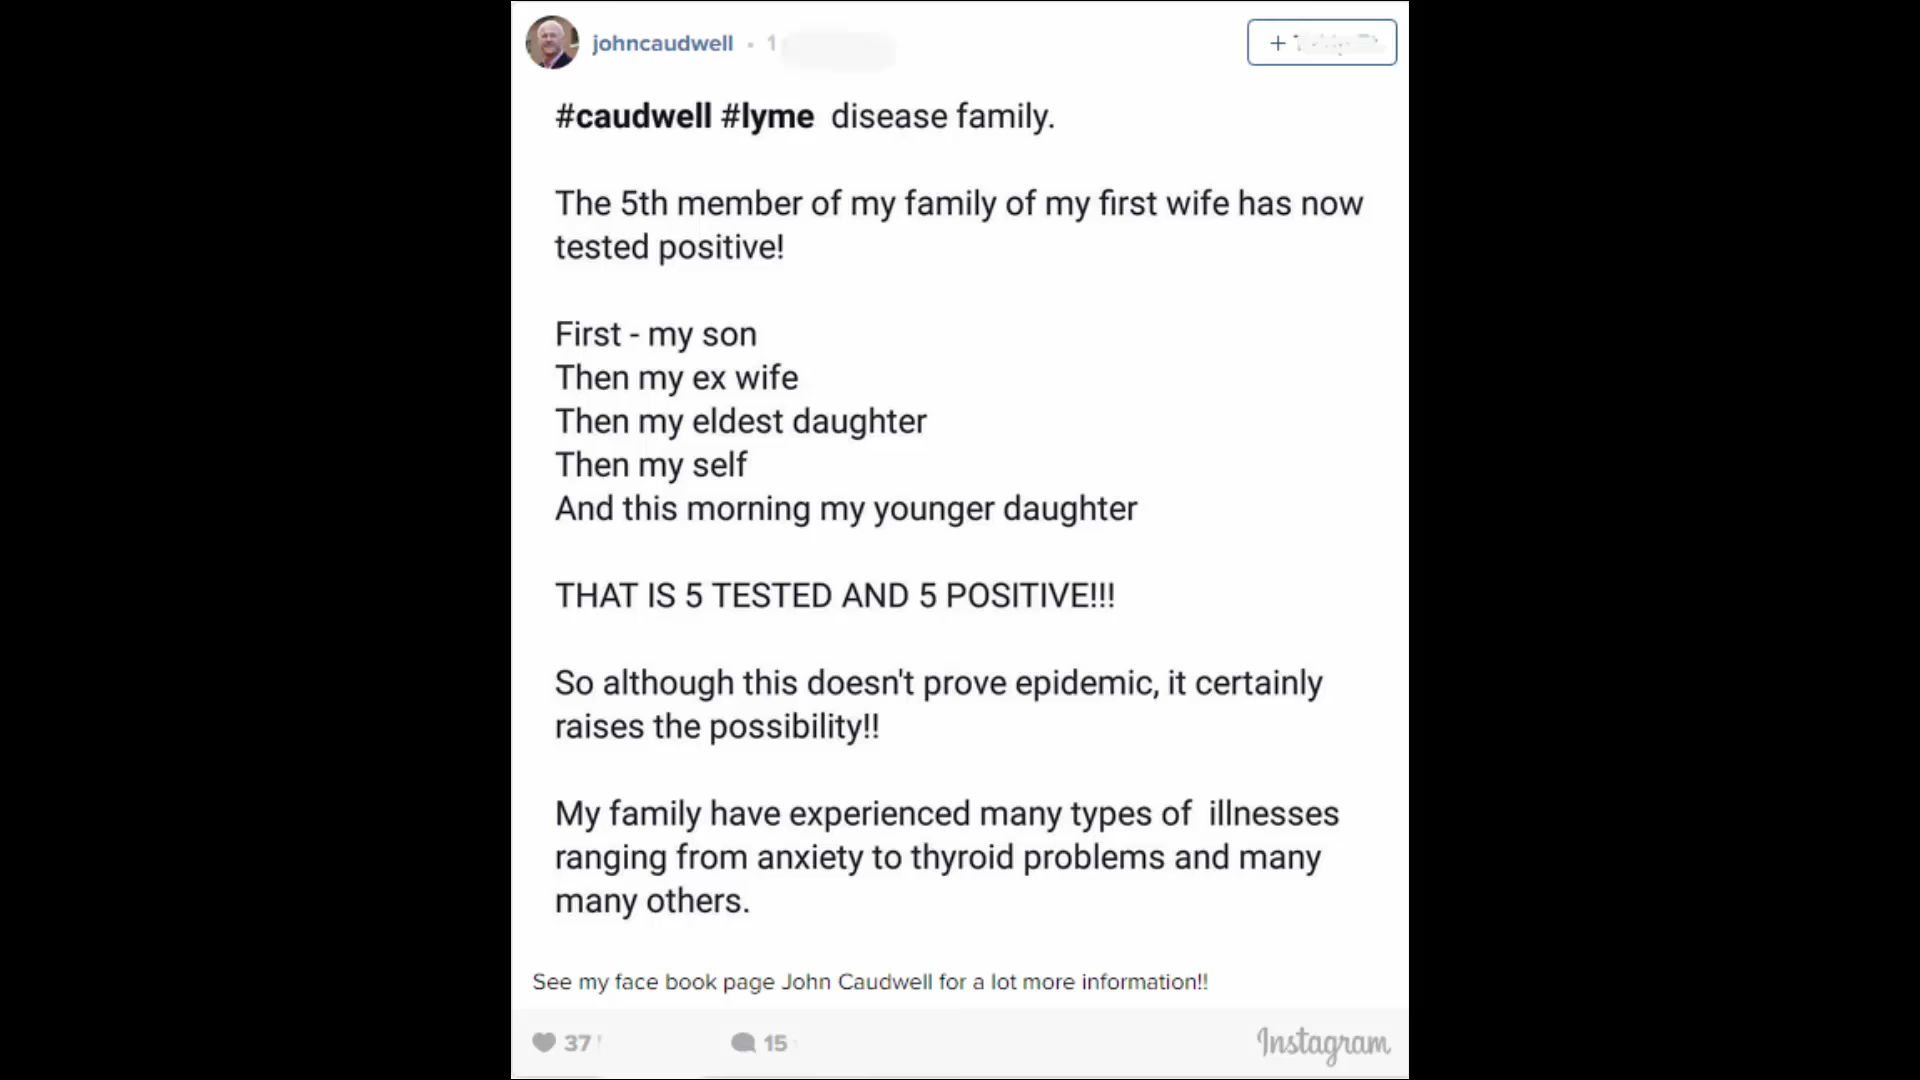 johncaudwell • 1
+
#caudwell #lyme disease family.
The 5th member of my family of my first wife has now
tested positive!
First - my son
Then my ex wife
Then my eldest daughter
Then my self
And this morning my younger daughter
THAT IS 5 TESTED AND 5 POSITIVE!!!
So although this doesn't prove epidemic, it certainly
raises the possibility!!
My family have experienced many types of illnesses
ranging from anxiety to thyroid problems and many
many others.
See my face book page John Caudwell for a lot more information!!
37 15 Instagram